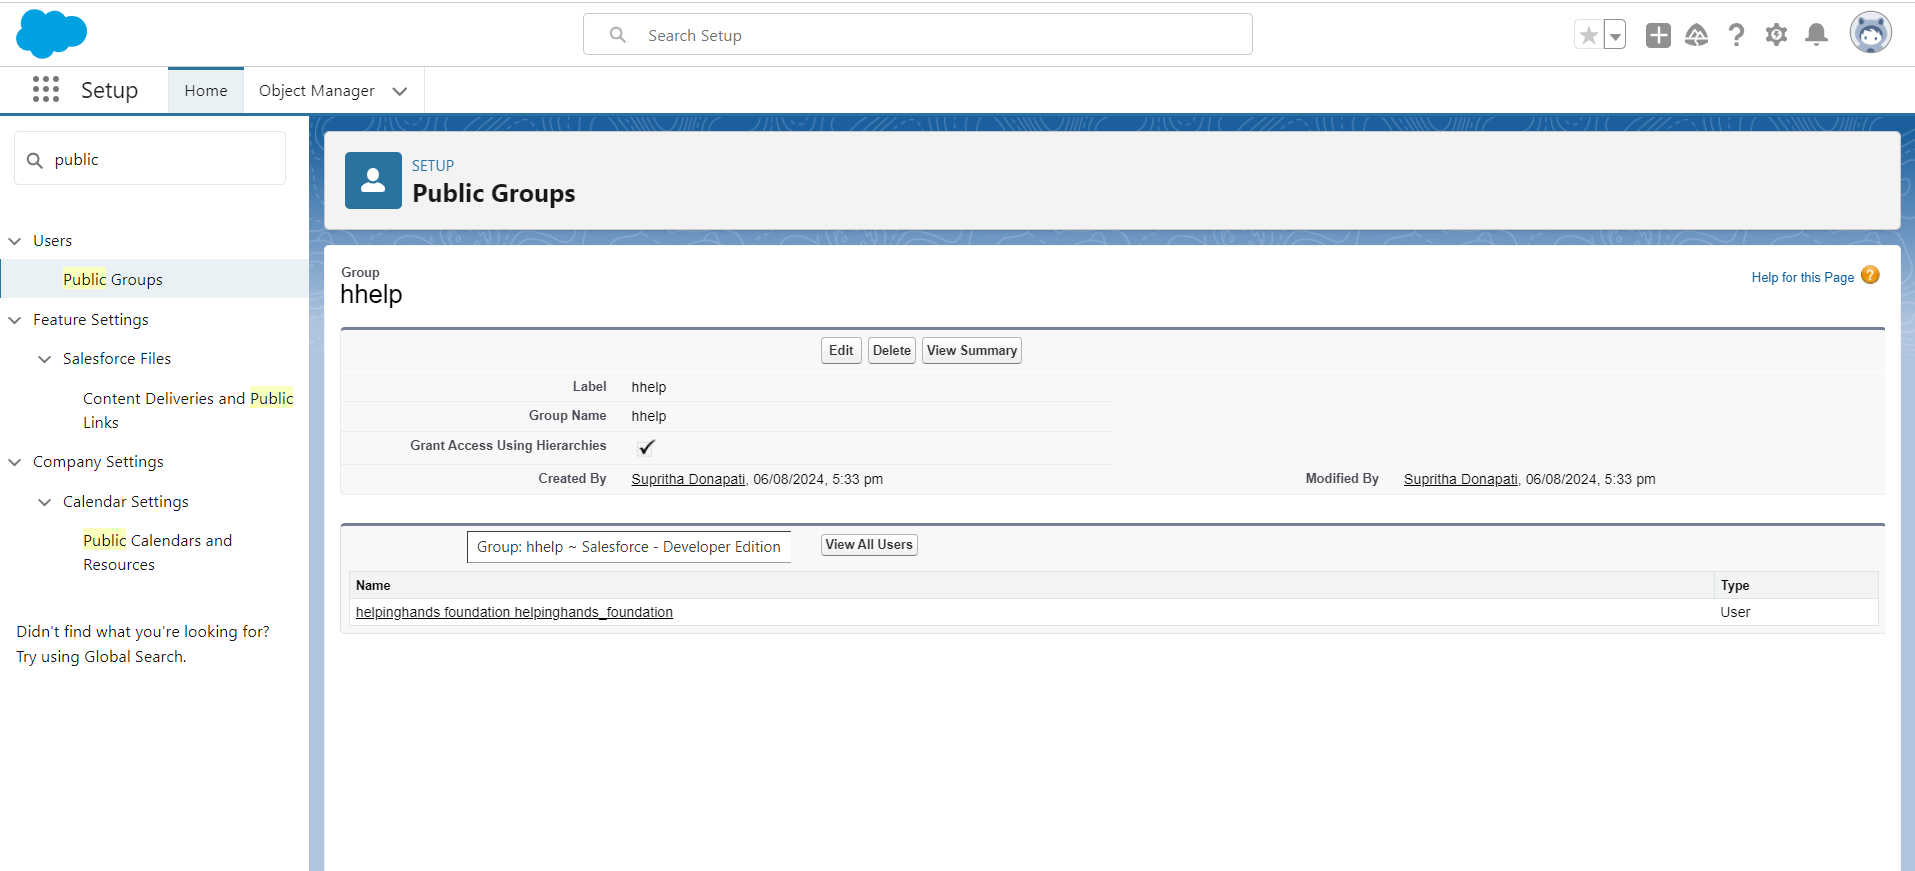 Search Setup
Setup
Home
Object Manager
public
Users
Public Groups
Feature Settings
Salesforce Files
Content Deliveries and Public
Links
Company Settings
Calendar Settings
Public Calendars and
Resources
Didn't find what you're looking for?
Try using Global Search.
SETUP
Public Groups
Group
hhelp
Help for this Page ?
Edit Delete View Summary
Label hhelp
Group Name hhelp
Grant Access Using Hierarchies
Created By Supritha Donapati, 06/08/2024, 5:33 pm Modified By Supritha Donapati, 06/08/2024, 5:33 pm
Group: hhelp ~ Salesforce - Developer Edition View All Users
Name Type
helpinghands foundation helpinghands_foundation User